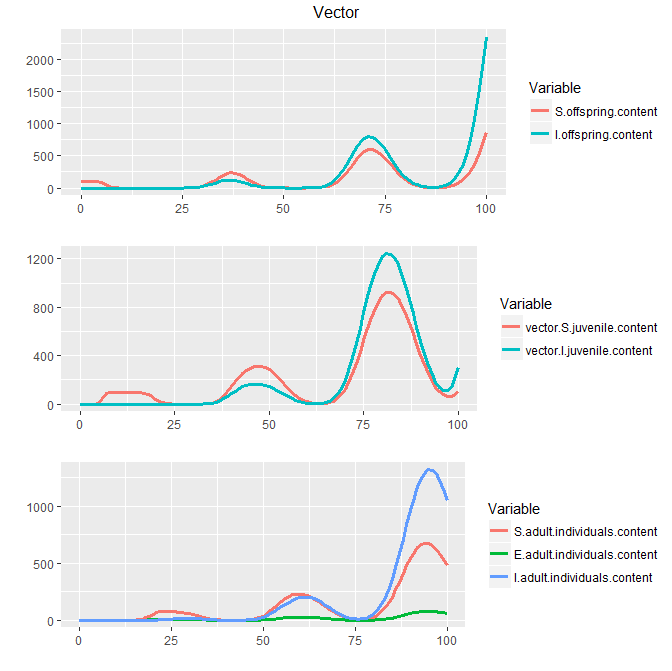 Vector
2000
1500
1000
500
0
0 25 50 75 100
Variable
S.offspring.content
I.offspring.content
1200
800
400
0
0 25 50 75 100
Variable
vector.S.juvenile.content
vector.I.juvenile.content
1000
500
0
0 25 50 75 100
Variable
S.adult.individuals.content
E.adult.individuals.content
I.adult.individuals.content